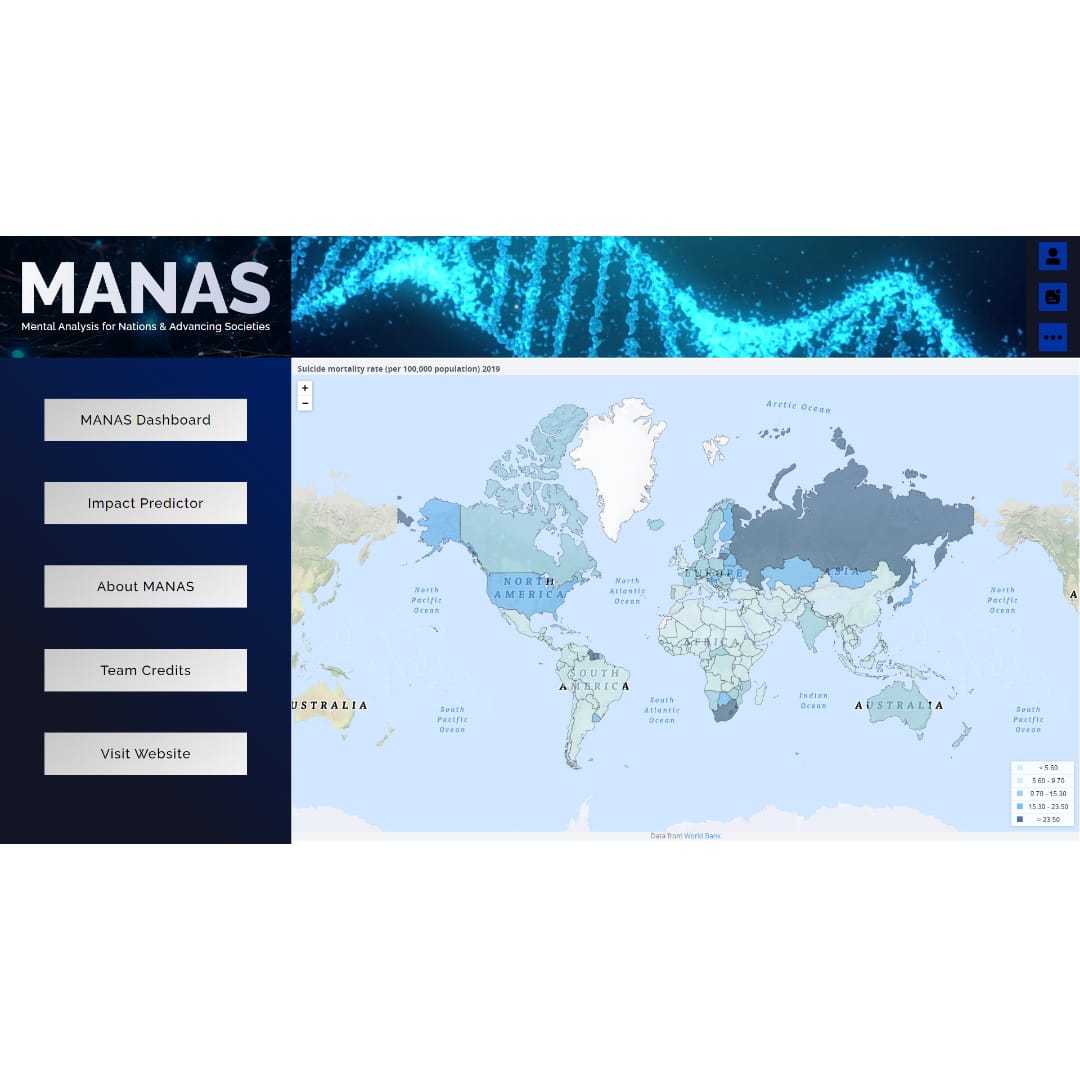 MANAS
Mental Analysis for Nations & Advancing Societies
MANAS Dashboard
Impact Predictor
About MANAS
Team Credits
Visit Website
Suicide mortality rate (per 100,000 population) 2019
+
−
Arctic Ocean
NORTH
AMERICA
EUROPE
ASIA
North
Pacific
Ocean
North
Atlantic
Ocean
North
Pacific
Ocean
A
AFRICA
SOUTH
AMERICA
USTRALIA
South
Pacific
Ocean
South
Atlantic
Ocean
Indian
Ocean
AUSTRALIA
South
Pacific
Ocean
< 5.60
5.60 - 9.70
9.70 - 15.30
15.30 - 23.50
> 23.50
Data from World Bank